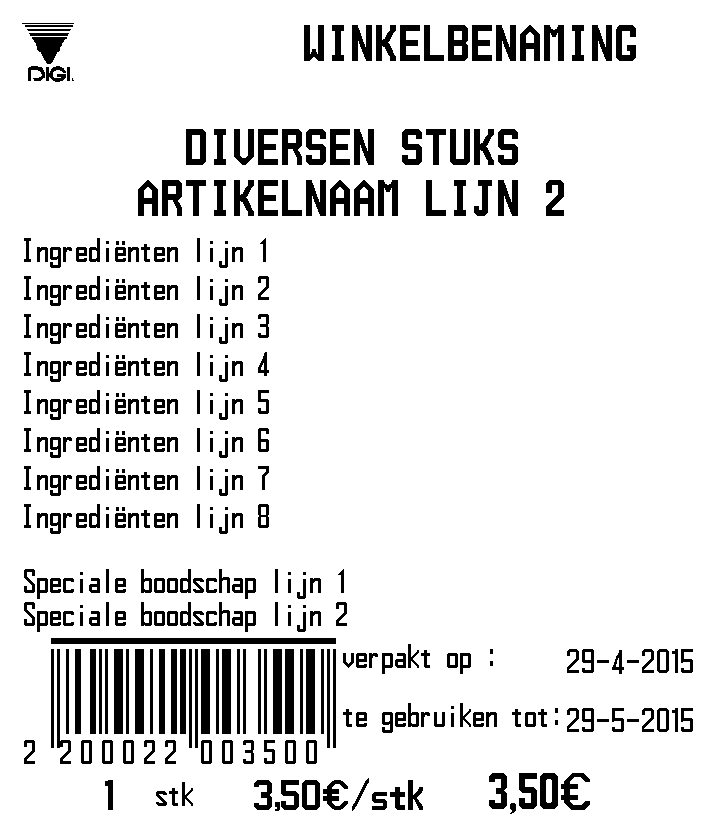 DIGI.
WINKELBENAMING
DIVERSEN STUKS
ARTIKELNAAM LIJN 2
Ingrediënten lijn 1
Ingrediënten lijn 2
Ingrediënten lijn 3
Ingrediënten lijn 4
Ingrediënten lijn 5
Ingrediënten lijn 6
Ingrediënten lijn 7
Ingrediënten lijn 8
Speciale boodschap lijn 1
Speciale boodschap lijn 2
verpakt op : 29-4-2015
te gebruiken tot: 29-5-2015
2 200022 003500
1 stk 3,50€/stk 3,50€